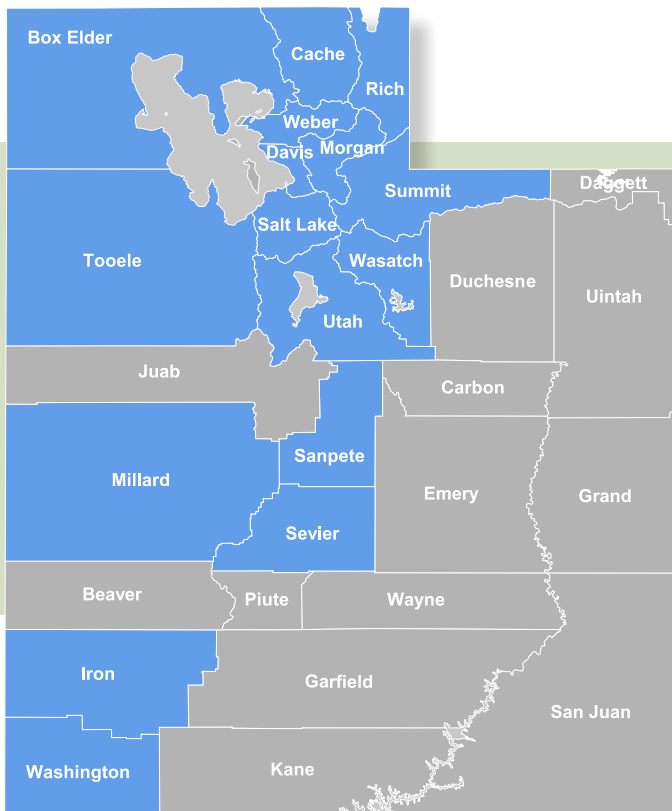 Box Elder
Cache
Rich
Weber
Davis
Morgan
Summit
Daggett
Salt Lake
Tooele
Wasatch
Duchesne
Uintah
Utah
Juab
Carbon
Sanpete
Millard
Emery
Grand
Sevier
Beaver
Piute
Wayne
Iron
Garfield
San Juan
Washington
Kane